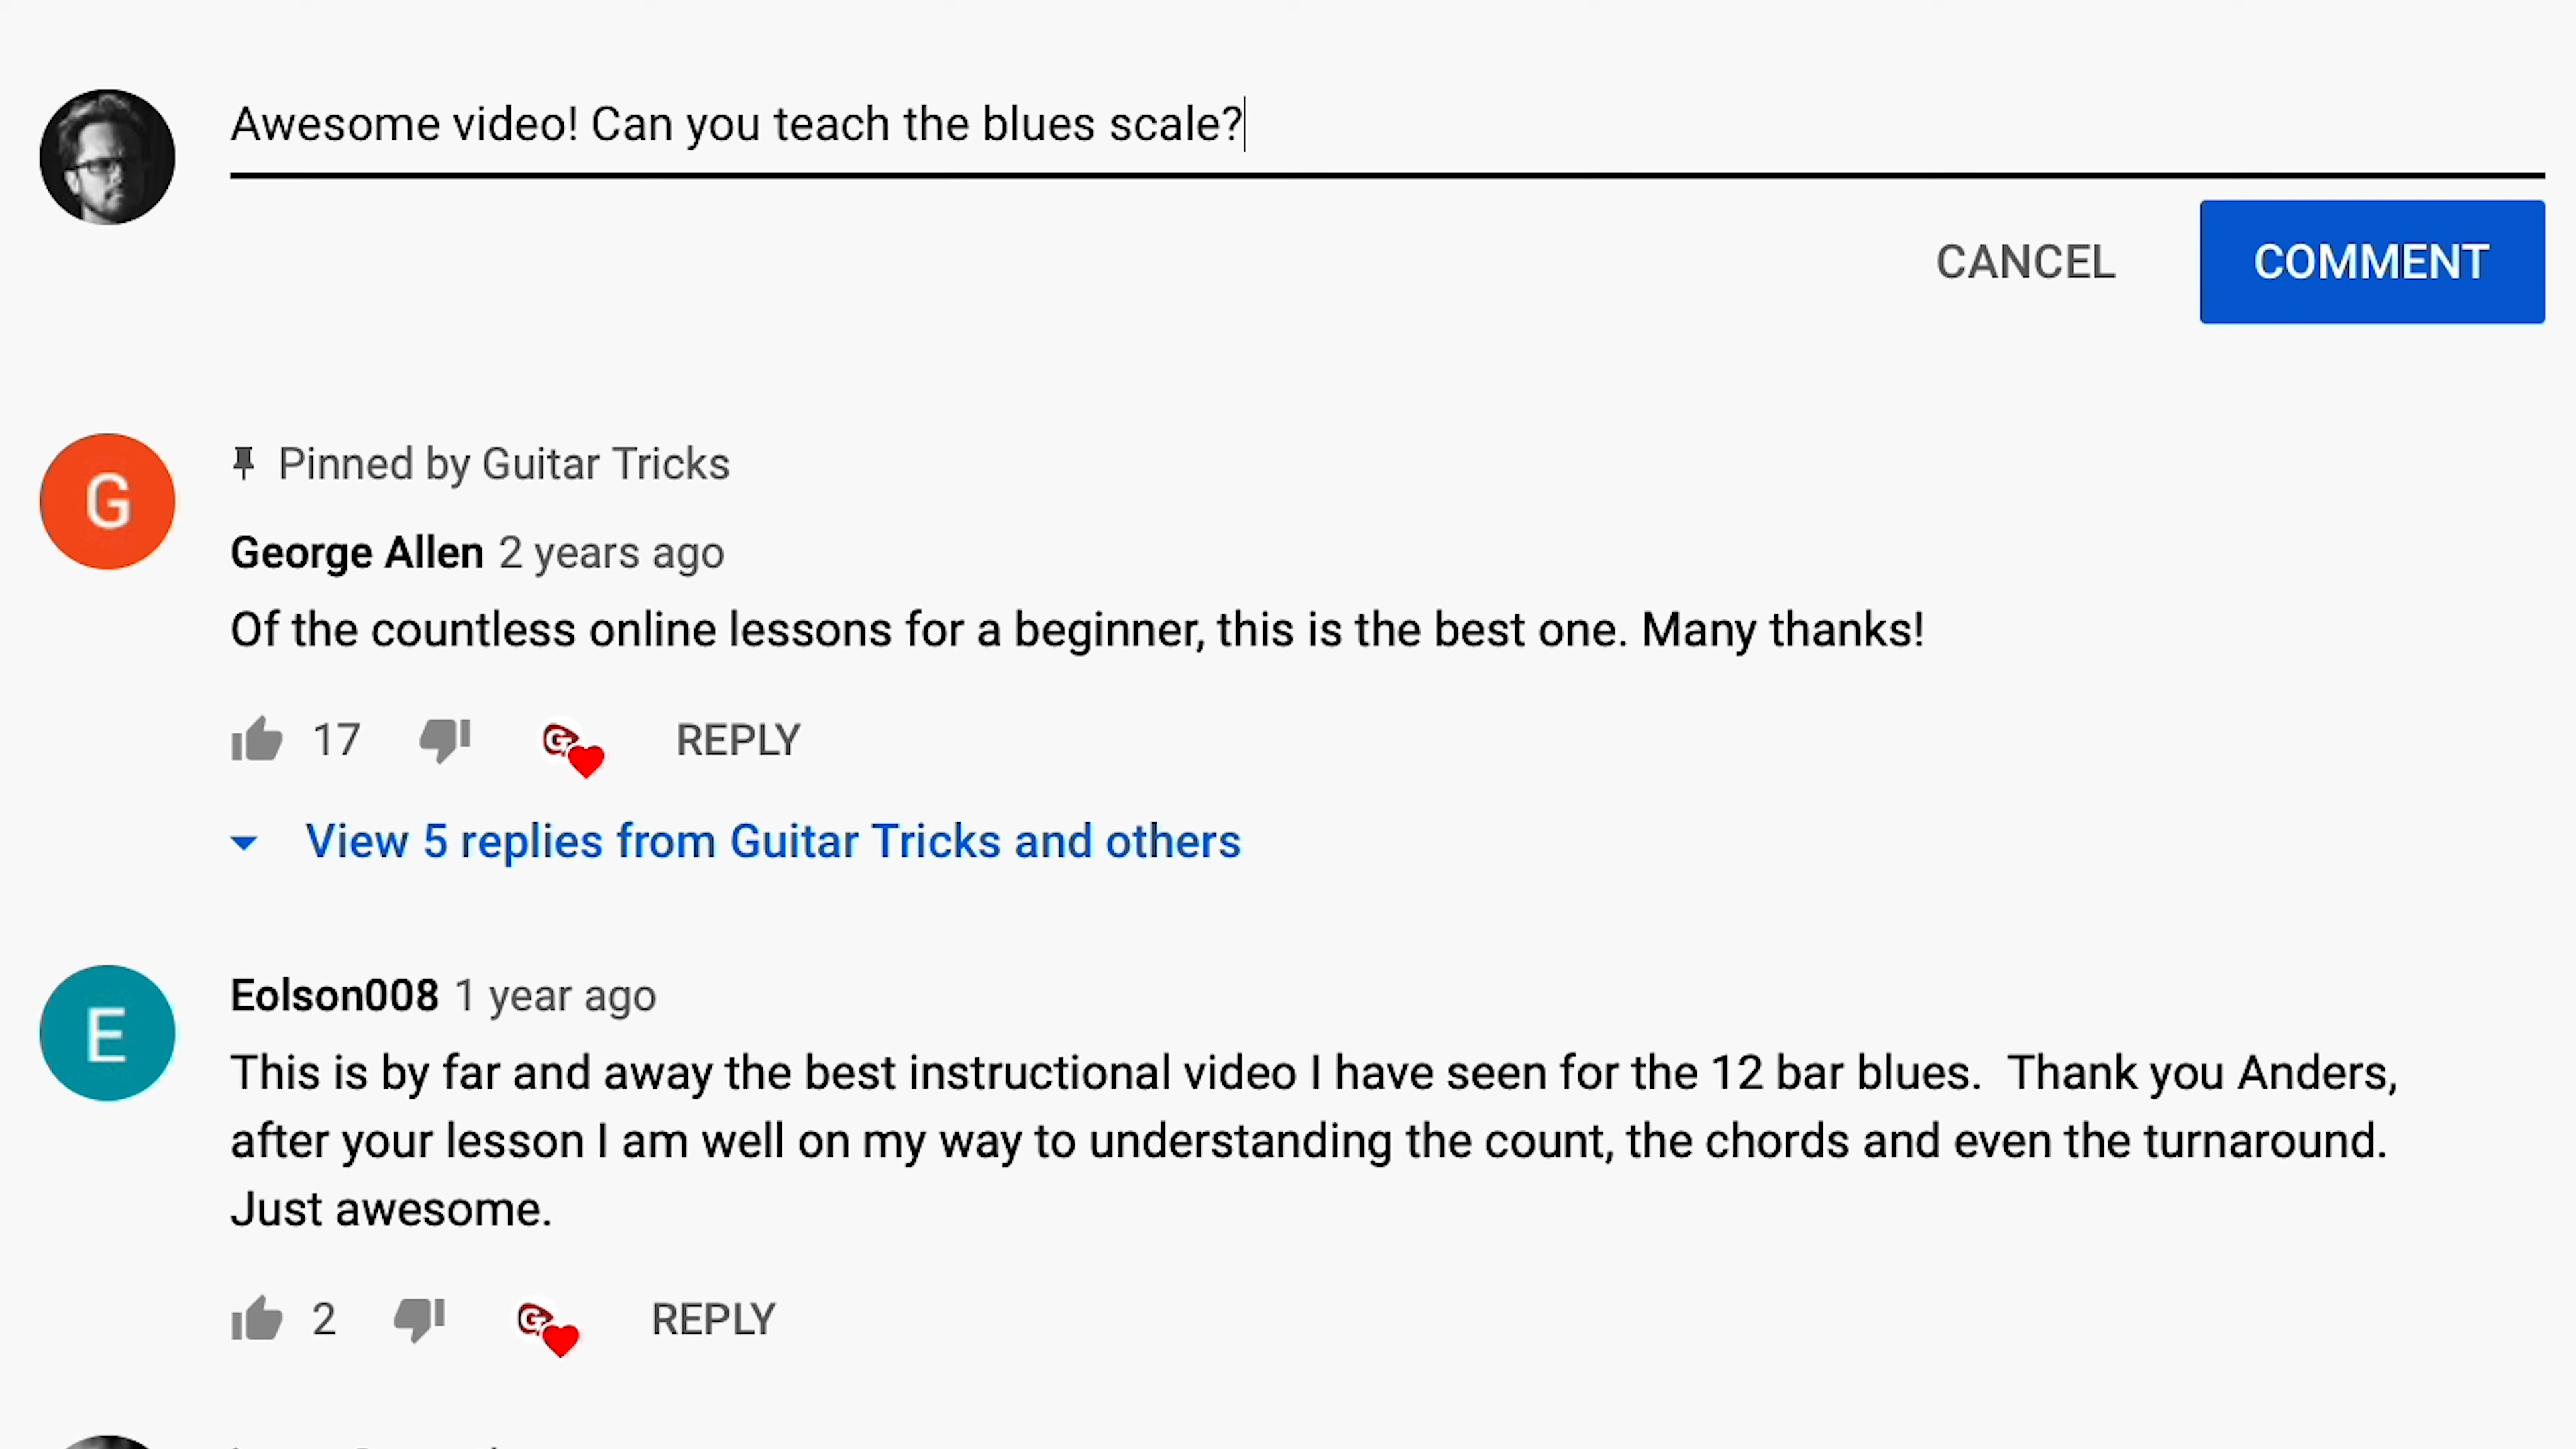 Awesome video! Can you teach the blues scale?
CANCEL
COMMENT
G
Pinned by Guitar Tricks
George Allen 2 years ago
Of the countless online lessons for a beginner, this is the best one. Many thanks!
17
G
REPLY
View 5 replies from Guitar Tricks and others
E
Eolson008 1 year ago
This is by far and away the best instructional video I have seen for the 12 bar blues.  Thank you Anders,
after your lesson I am well on my way to understanding the count, the chords and even the turnaround.
Just awesome.
2
G
REPLY